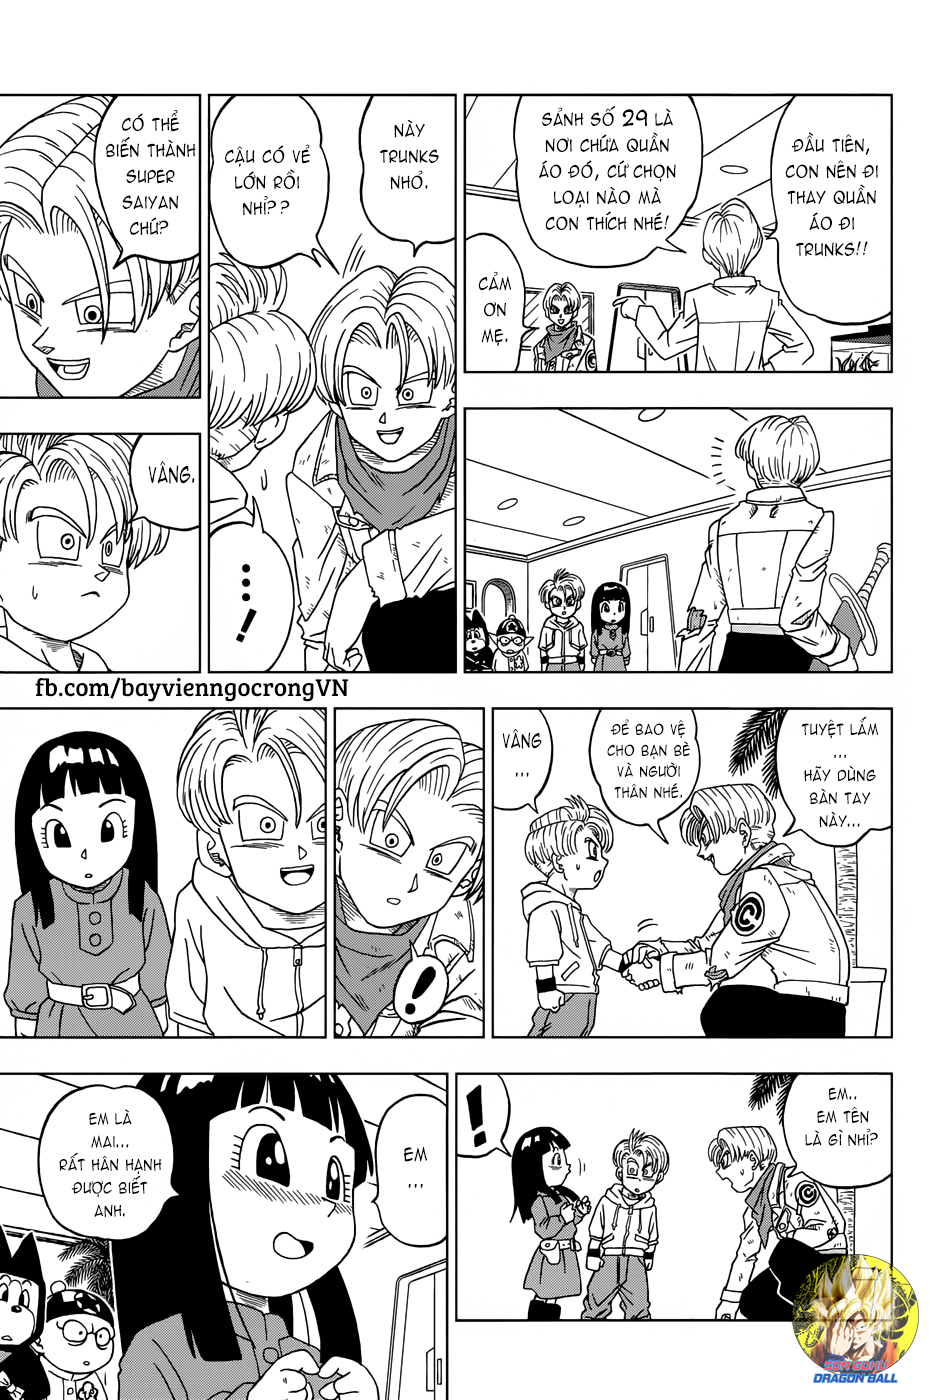 ĐẦU TIÊN,
CON NÊN ĐI
THAY QUẦN
ÁO ĐI
TRUNKS!!
SẢNH SỐ 29 LÀ
NƠI CHỨA QUẦN
ÁO ĐÓ, CỨ CHỌN
LOẠI NÀO MÀ
CON THÍCH NHÉ!
CẢM
ƠN
MẸ.
NÀY
TRUNKS
NHỎ.
CẬU CÓ VẺ
LỚN RỒI
NHỈ??
...!
CÓ THỂ
BIẾN THÀNH
SUPER
SAIYAN
CHỨ?
VÂNG.
fb.com/bayvienngocrongVN
TUYỆT LẮM
...
HÃY DÙNG
BÀN TAY
NÀY...
ĐỂ BAO VỆ
CHO BẠN BÈ
VÀ NGƯỜI
THÂN NHÉ.
VÂNG
...
!
C
EM..
EM TÊN
LÀ GÌ NHỈ?
!
EM
...
EM LÀ
MAI...
RẤT HÂN HẠNH
ĐƯỢC BIẾT
ANH.
SON GOKU
DRAGON BALL